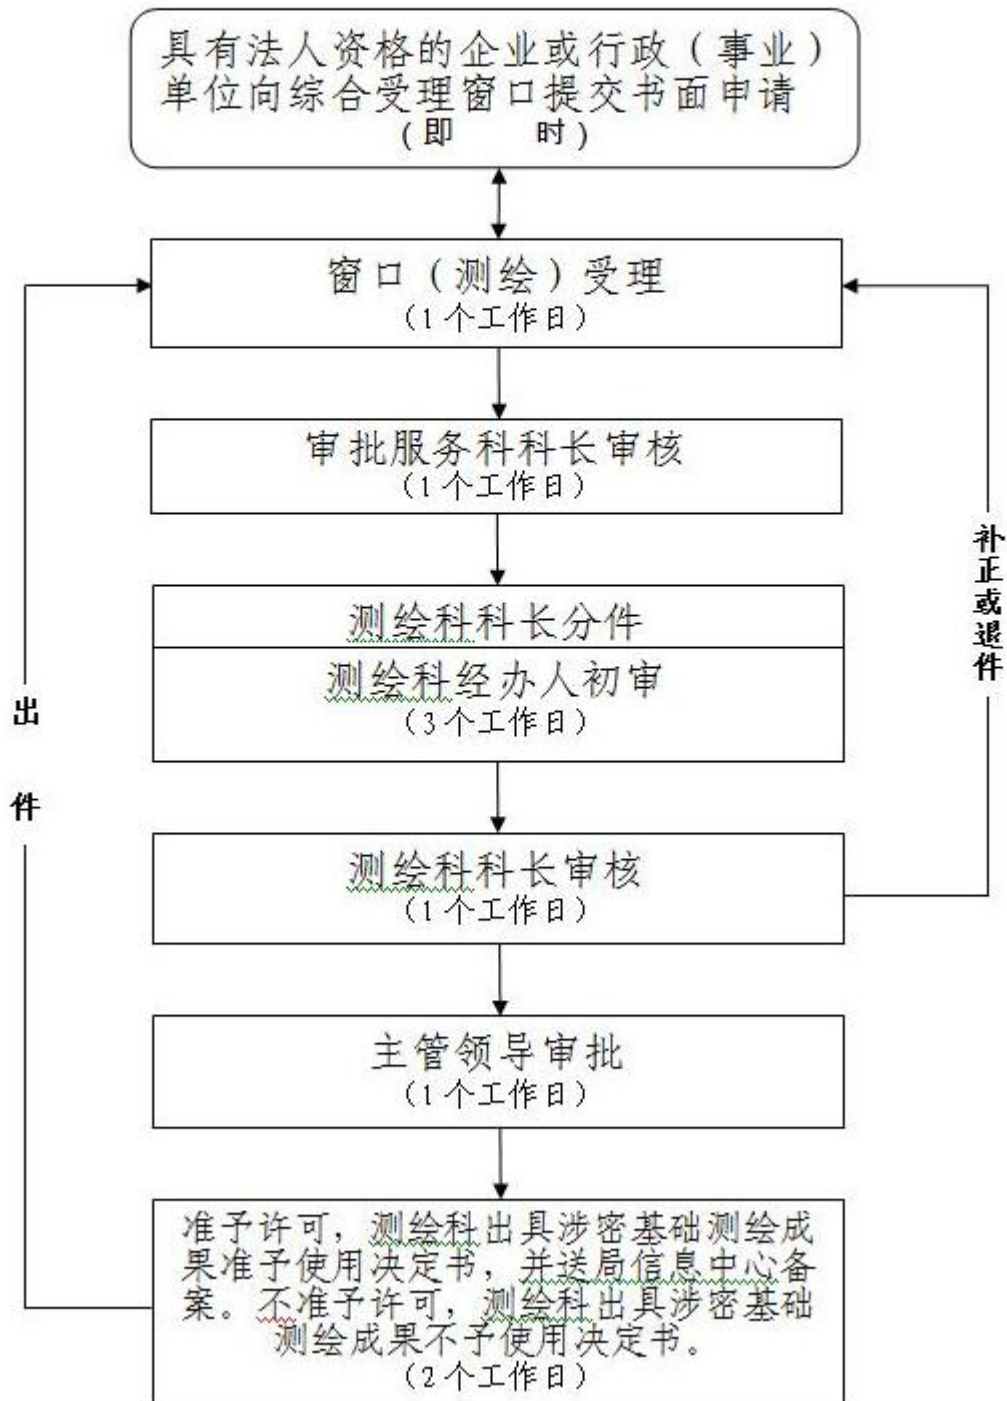 具有法人资格的企业或行政（事业）
单位向综合受理窗口提交书面申请
（即 时）
窗口（测绘）受理
（1个工作日）
审批服务科科长审核
（1个工作日）
补正或退件
测绘科科长分件
测绘科经办人初审
（3个工作日）
出 件
测绘科科长审核
（1个工作日）
主管领导审批
（1个工作日）
准予许可，测绘科出具涉密基础测绘成
果准予使用决定书，并送局信息中心备
案。不准予许可，测绘科出具涉密基础
测绘成果不予使用决定书。
（2个工作日）